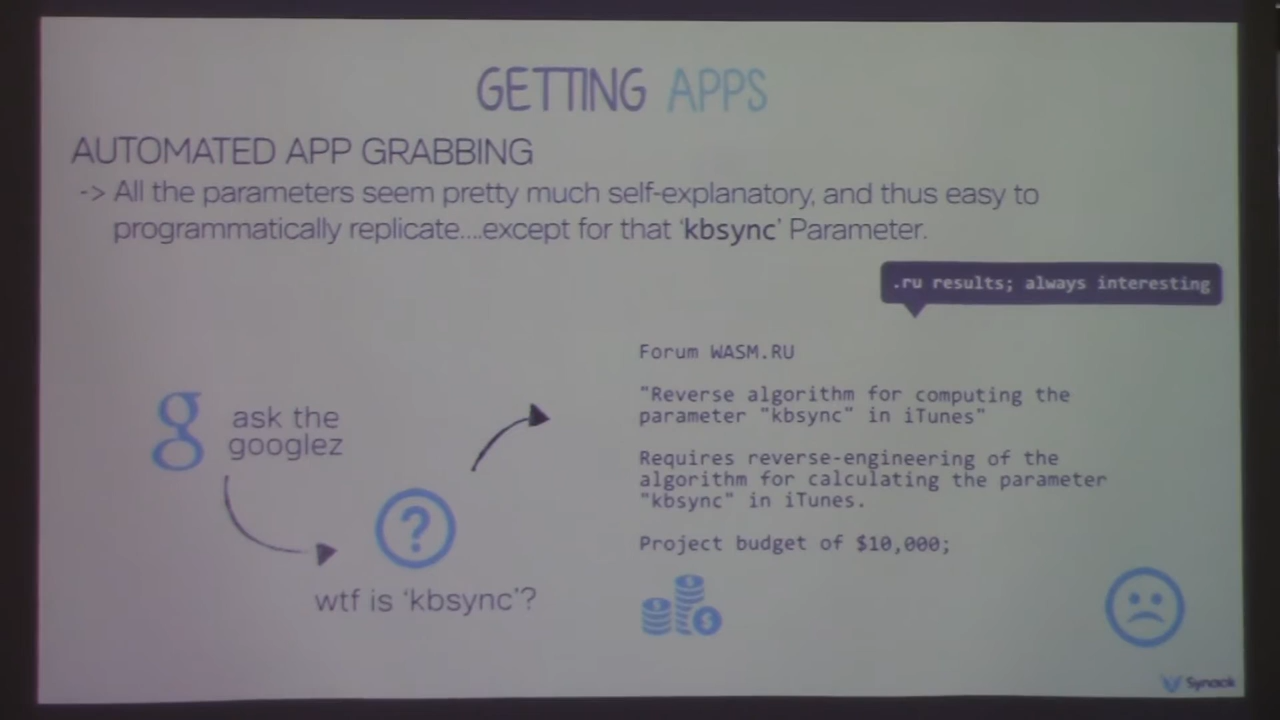 GETTING APPS
AUTOMATED APP GRABBING
-> All the parameters seem pretty much self-explanatory, and thus easy to
programmatically replicate....except for that 'kbsync' Parameter.
.ru results; always interesting
Forum WASM.RU
"Reverse algorithm for computing the
parameter "kbsync" in iTunes"
Requires reverse-engineering of the
algorithm for calculating the parameter
"kbsync" in iTunes.
Project budget of $10,000;
g ask the
googlez
?
wtf is 'kbsync'?
Synack